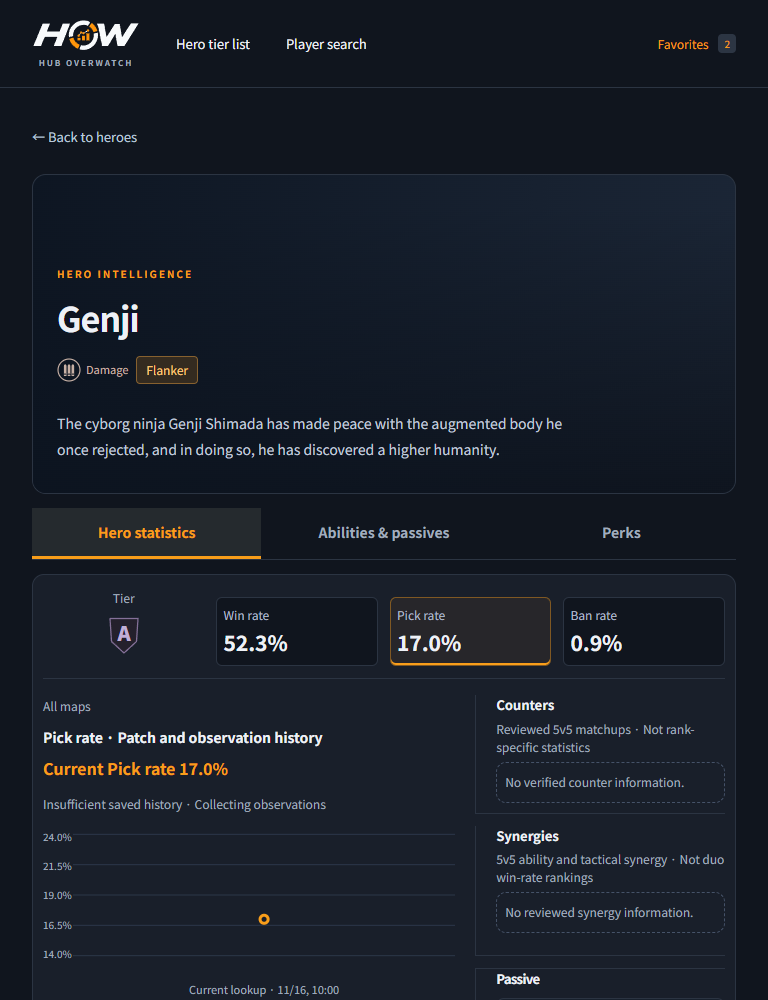 HOW
HUB OVERWATCH
Hero tier list
Player search
Favorites 2
← Back to heroes
HERO INTELLIGENCE
Genji
Damage
Flanker
The cyborg ninja Genji Shimada has made peace with the augmented body he
once rejected, and in doing so, he has discovered a higher humanity.
Hero statistics
Abilities & passives
Perks
Tier
A
Win rate
52.3%
Pick rate
17.0%
Ban rate
0.9%
All maps
Pick rate · Patch and observation history
Current Pick rate 17.0%
Insufficient saved history · Collecting observations
24.0%
21.5%
19.0%
16.5%
14.0%
Current lookup · 11/16, 10:00
Counters
Reviewed 5v5 matchups · Not rank-
specific statistics
No verified counter information.
Synergies
5v5 ability and tactical synergy · Not duo
win-rate rankings
No reviewed synergy information.
Passive